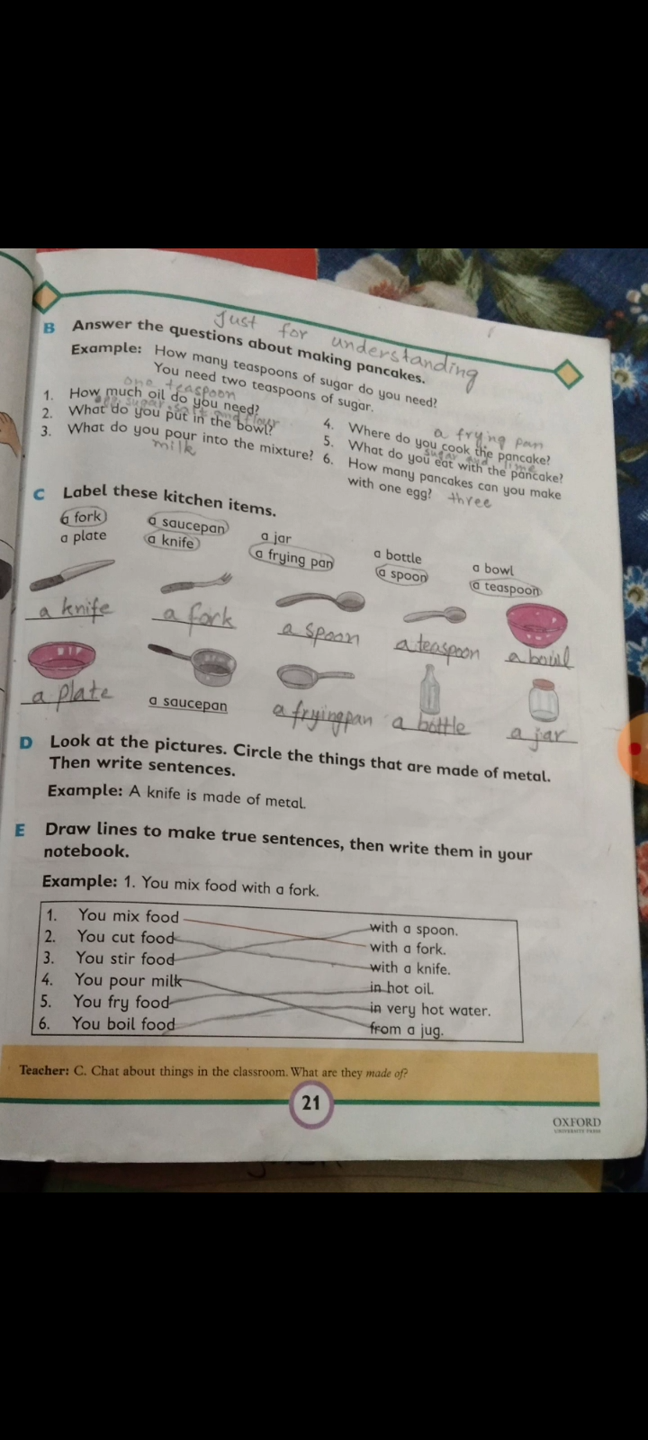 Just for understanding
B Answer the questions about making pancakes.
Example: How many teaspoons of sugar do you need?
You need two teaspoons of sugar.
one teaspoon
1. How much oil do you need?
egg sugar salt and flour
2. What do you put in the bowl?
3. What do you pour into the mixture?
milk
a frying pan
4. Where do you cook the pancake?
sugar and lime
5. What do you eat with the pancake?
6. How many pancakes can you make
with one egg? three
C Label these kitchen items.
a fork a saucepan a jar a bottle a bowl
a plate a knife a frying pan a spoon a teaspoon
a knife a fork a spoon a teaspoon a bowl
a plate a saucepan a fryingpan a bottle a jar
D Look at the pictures. Circle the things that are made of metal.
Then write sentences.
Example: A knife is made of metal.
E Draw lines to make true sentences, then write them in your
notebook.
Example: 1. You mix food with a fork.
1. You mix food with a spoon.
2. You cut food with a fork.
3. You stir food with a knife.
4. You pour milk in hot oil.
5. You fry food in very hot water.
6. You boil food from a jug.
Teacher: C. Chat about things in the classroom. What are they made of?
21
OXFORD
UNIVERSITY PRESS